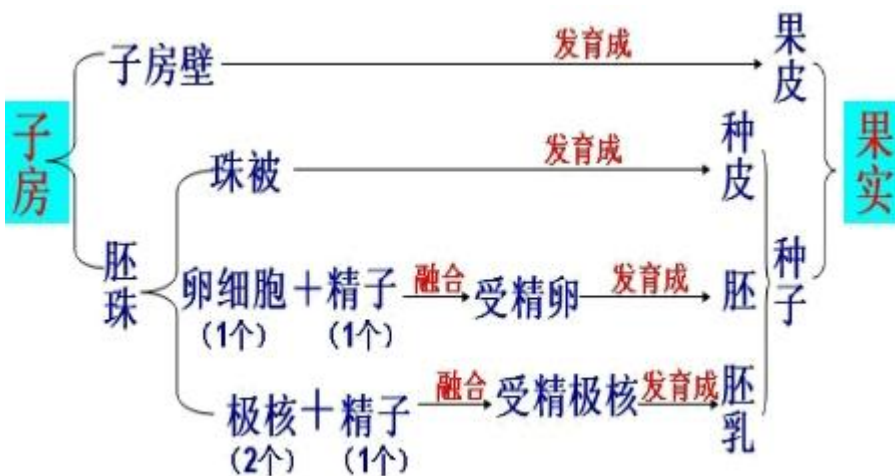 子房
子房壁 发育成 果皮
果实
珠被 发育成 种皮
胚珠
种子
卵细胞+精子 融合 受精卵 发育成 胚
(1个) (1个)
极核+精子 融合 受精极核 发育成 胚乳
(2个) (1个)